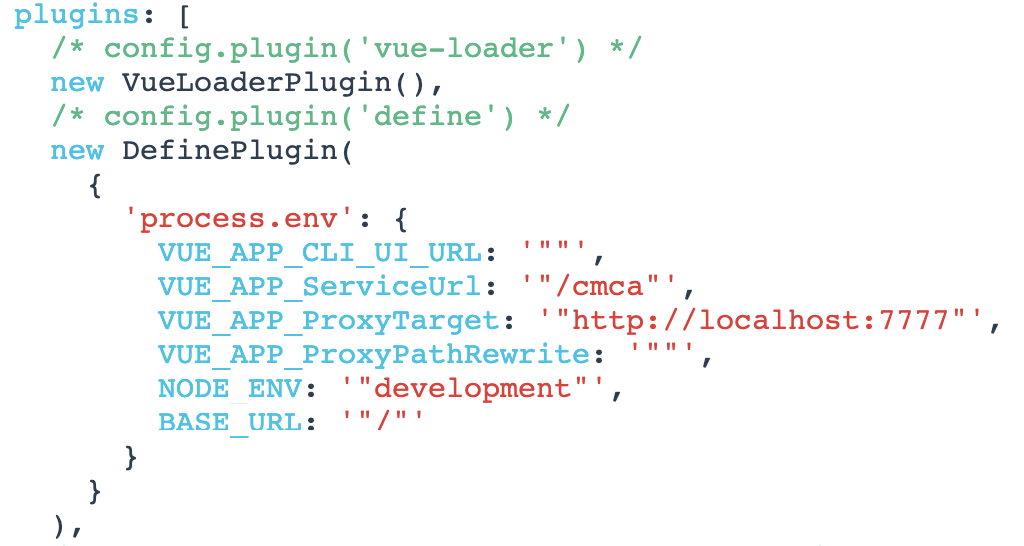 plugins: [
/* config.plugin('vue-loader') */
new VueLoaderPlugin(),
/* config.plugin('define') */
new DefinePlugin(
{
'process.env': {
VUE_APP_CLI_UI_URL: '""',
VUE_APP_ServiceUrl: '"/cmca"',
VUE_APP_ProxyTarget: '"http://localhost:7777"',
VUE_APP_ProxyPathRewrite: '""',
NODE_ENV: '"development"',
BASE_URL: '"/"'
}
}
),